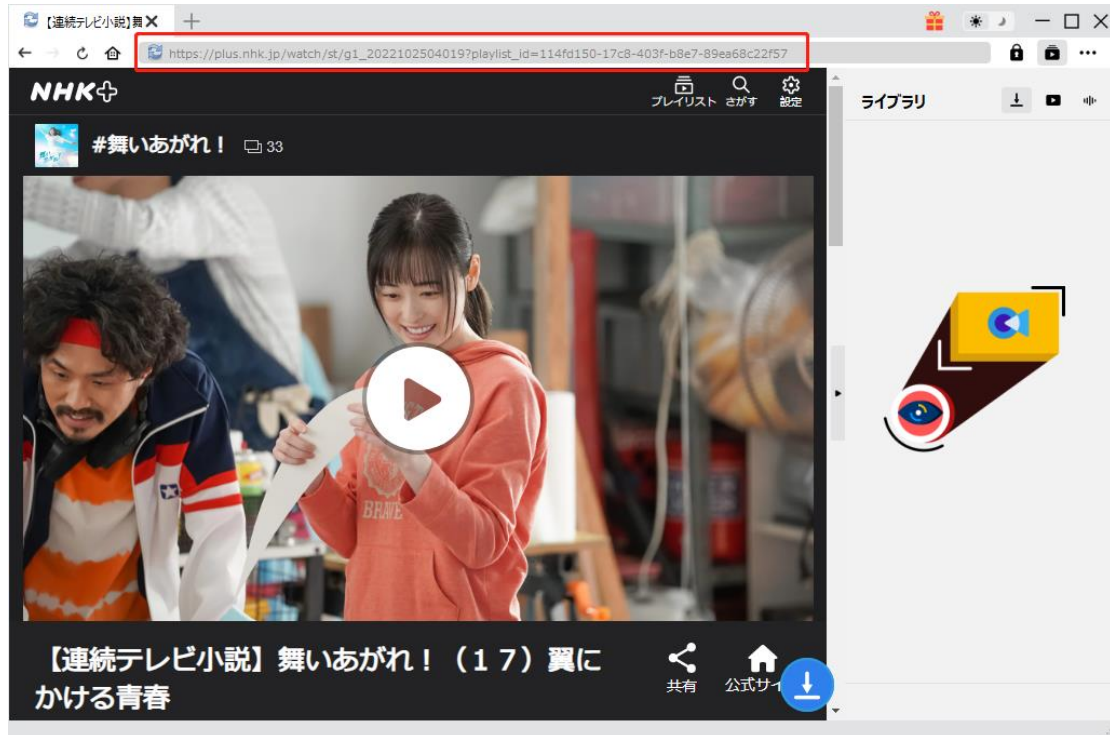 【連続テレビ小説】舞
https://plus.nhk.jp/watch/st/g1_2022102504019?playlist_id=114fd150-17c8-403f-b8e7-89ea68c22f57
NHK
プレイリスト さがす 設定
ライブラリ
#舞いあがれ！ 33
BRAVE
【連続テレビ小説】舞いあがれ！（１７）翼に
かける青春
共有 公式サイ